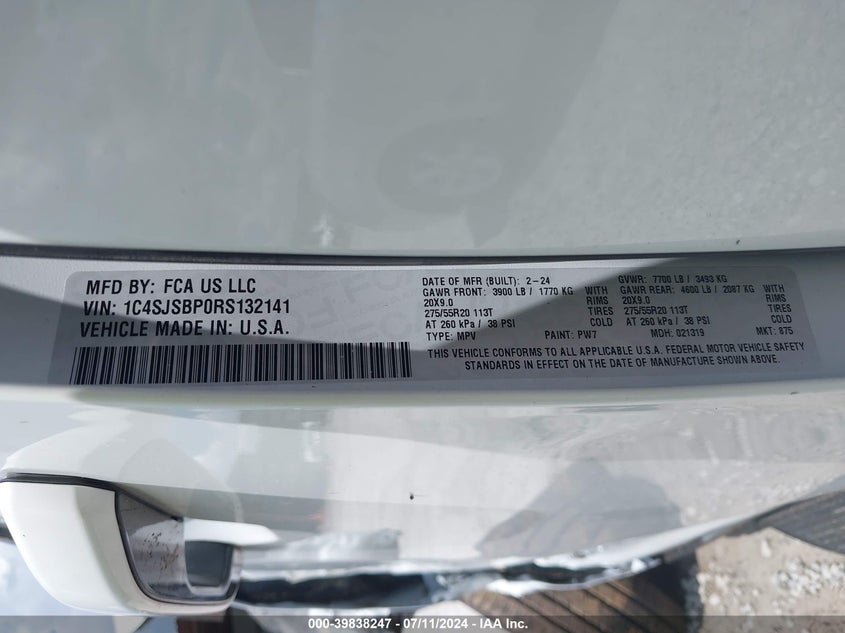 MFD BY: FCA US LLC
VIN: 1C4SJSBP0RS132141
VEHICLE MADE IN: U.S.A.
DATE OF MFR (BUILT): 2-24 GVWR: 7700 LB / 3493 KG
GAWR FRONT: 3900 LB / 1770 KG WITH GAWR REAR: 4600 LB / 2087 KG WITH
20X9.0 RIMS 20X9.0 RIMS
275/55R20 113T TIRES 275/55R20 113T TIRES
AT 260 kPa / 38 PSI COLD AT 260 kPa / 38 PSI COLD
TYPE: MPV PAINT: PW7 MDH: 021319 MKT: 875
THIS VEHICLE CONFORMS TO ALL APPLICABLE U.S.A. FEDERAL MOTOR VEHICLE SAFETY
STANDARDS IN EFFECT ON THE DATE OF MANUFACTURE SHOWN ABOVE.
000-39838247 - 07/11/2024 - IAA Inc.